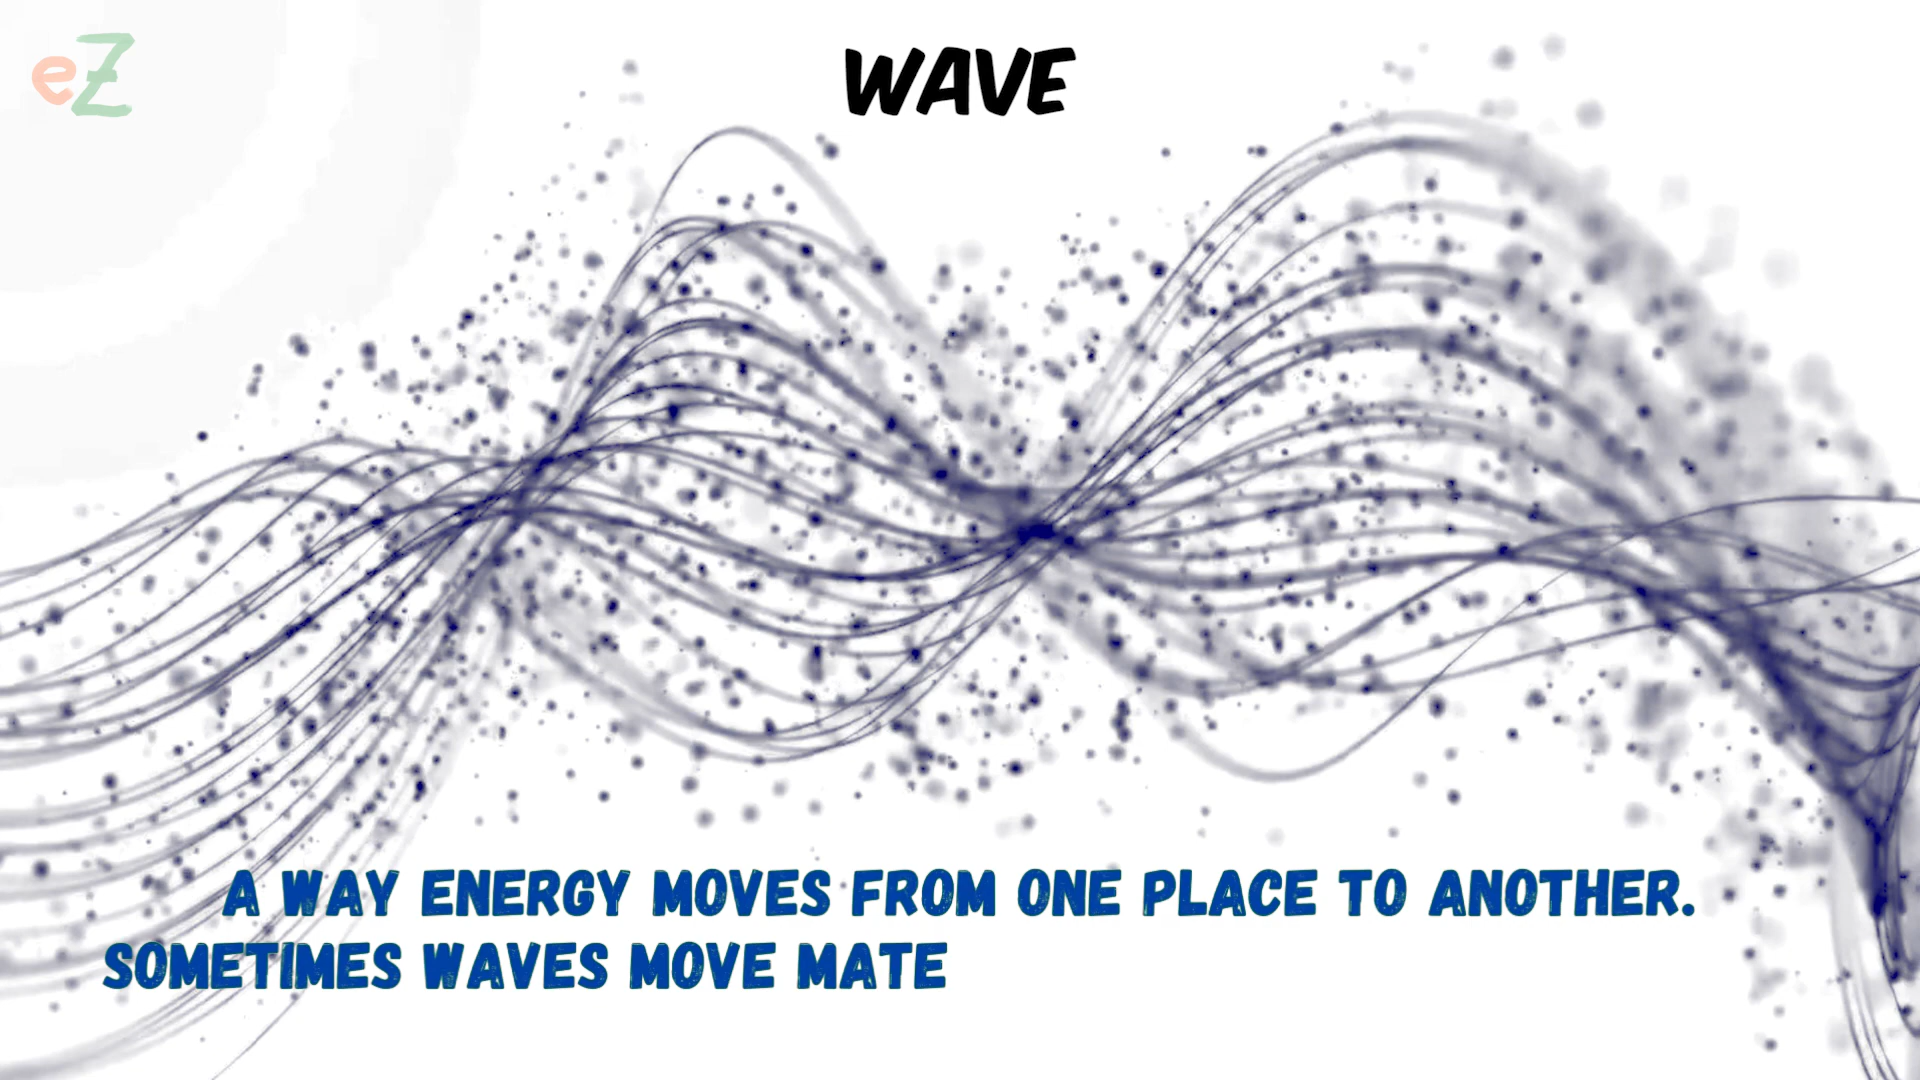 eZ
WAVE
A WAY ENERGY MOVES FROM ONE PLACE TO ANOTHER.
SOMETIMES WAVES MOVE MATE